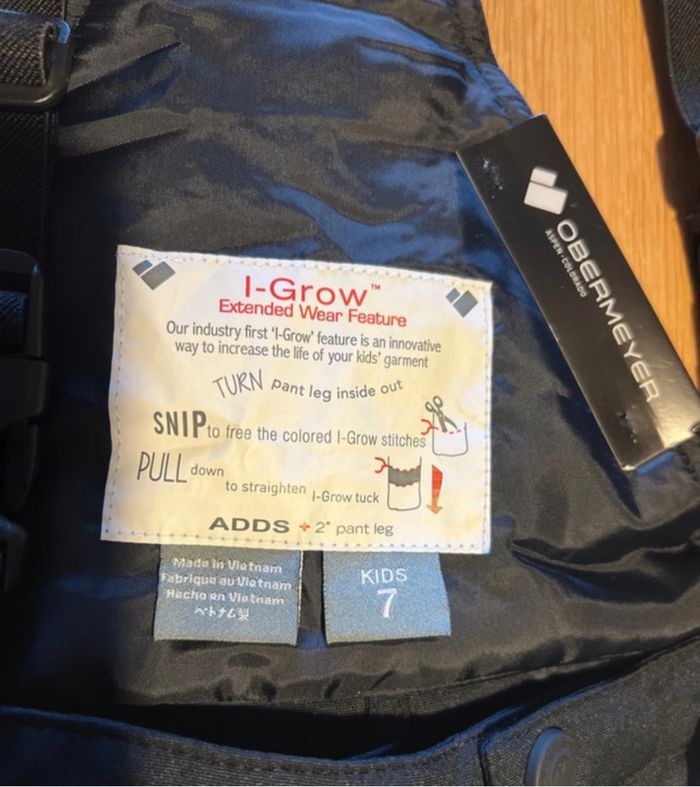 I-Grow™
Extended Wear Feature
Our industry first 'I-Grow' feature is an innovative
way to increase the life of your kids' garment
TURN pant leg inside out
SNIP to free the colored I-Grow stitches
PULL down
to straighten I-Grow tuck
ADDS + 2" pant leg
Made in Vietnam
Fabriqué au Vietnam
Hecho en Vietnam
ベトナム製
KIDS
7
OBERMEYER
ASPEN • COLORADO